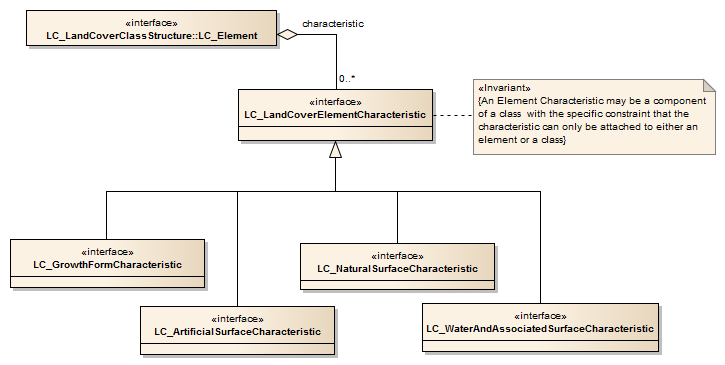 «interface»
LC_LandCoverClassStructure::LC_Element
characteristic
0..*
«interface»
LC_LandCoverElementCharacteristic
«Invariant»
{An Element Characteristic may be a component
of a class with the specific constraint that the
characteristic can only be attached to either an
element or a class}
«interface»
LC_GrowthFormCharacteristic
«interface»
LC_NaturalSurfaceCharacteristic
«interface»
LC_ArtificialSurfaceCharacteristic
«interface»
LC_WaterAndAssociatedSurfaceCharacteristic